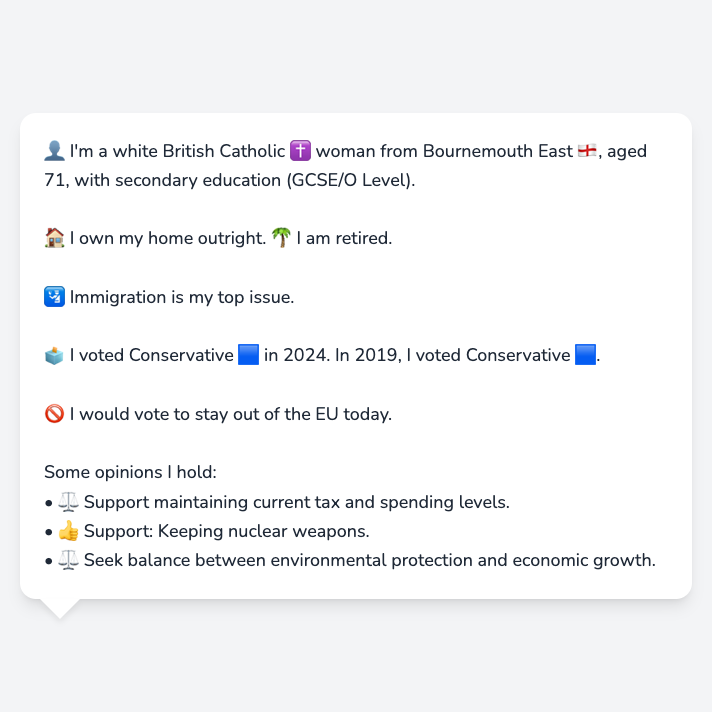 👤 I'm a white British Catholic ✝️ woman from Bournemouth East 🏴󠁧󠁢󠁥󠁮󠁧󠁿, aged
71, with secondary education (GCSE/O Level).
🏠 I own my home outright. 🌴 I am retired.
🛂 Immigration is my top issue.
🗳️ I voted Conservative 🟦 in 2024. In 2019, I voted Conservative 🟦.
🚫 I would vote to stay out of the EU today.
Some opinions I hold:
• ⚖️ Support maintaining current tax and spending levels.
• 👍 Support: Keeping nuclear weapons.
• ⚖️ Seek balance between environmental protection and economic growth.